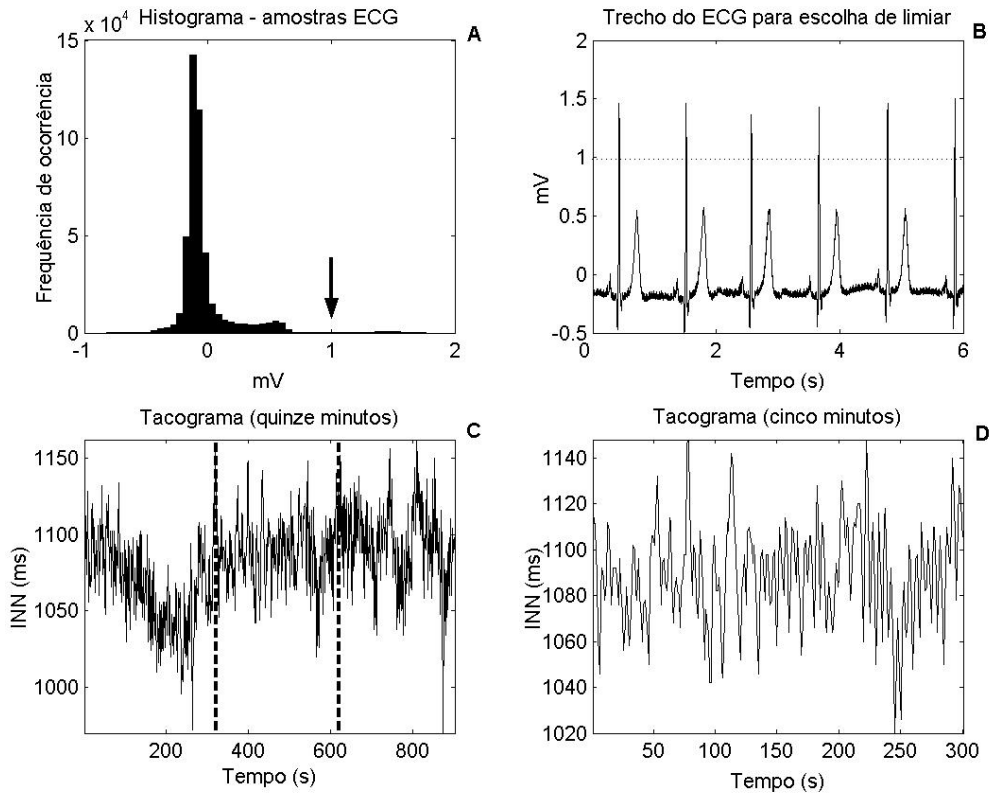 Histograma - amostras ECG
A
x 10⁴
15
10
5
0
Frequência de ocorrência
-1
0
1
2
mV
Trecho do ECG para escolha de limiar
B
2
1.5
1
0.5
0
-0.5
mV
0
2
4
6
Tempo (s)
Tacograma (quinze minutos)
C
1150
1100
1050
1000
INN (ms)
200
400
600
800
Tempo (s)
Tacograma (cinco minutos)
D
1140
1120
1100
1080
1060
1040
1020
INN (ms)
50
100
150
200
250
300
Tempo (s)